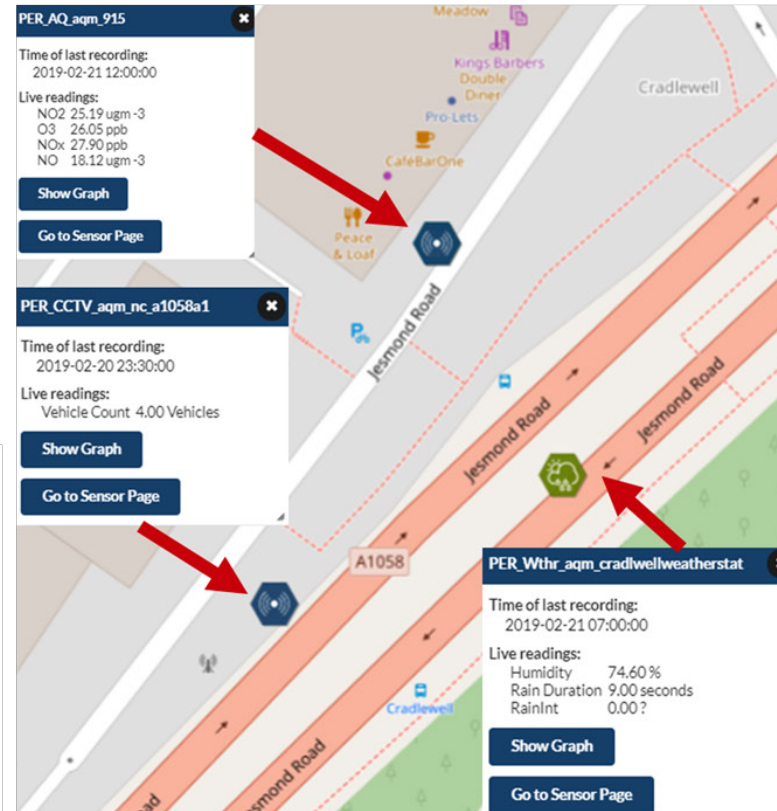 PER_AQ_aqm_915
Time of last recording:
2019-02-21 12:00:00
Live readings:
NO2 25.19 ugm -3
O3 26.05 ppb
NOx 27.90 ppb
NO 18.12 ugm -3
Show Graph
Go to Sensor Page
Meadow
Kings Barbers
Double
Diner
Pro-Lets
CaféBarOne
Peace
& Loaf
Cradlewell
Jesmond Road
PER_CCTV_aqm_nc_a1058a1
Time of last recording:
2019-02-20 23:30:00
Live readings:
Vehicle Count 4.00 Vehicles
Show Graph
Go to Sensor Page
P
Jesmond Road
Jesmond Road
A1058
PER_Wthr_aqm_cradlwellweatherstat
Time of last recording:
2019-02-21 07:00:00
Live readings:
Humidity 74.60 %
Rain Duration 9.00 seconds
RainInt 0.00 ?
Show Graph
Go to Sensor Page
Cradlewell
smond Road
ad